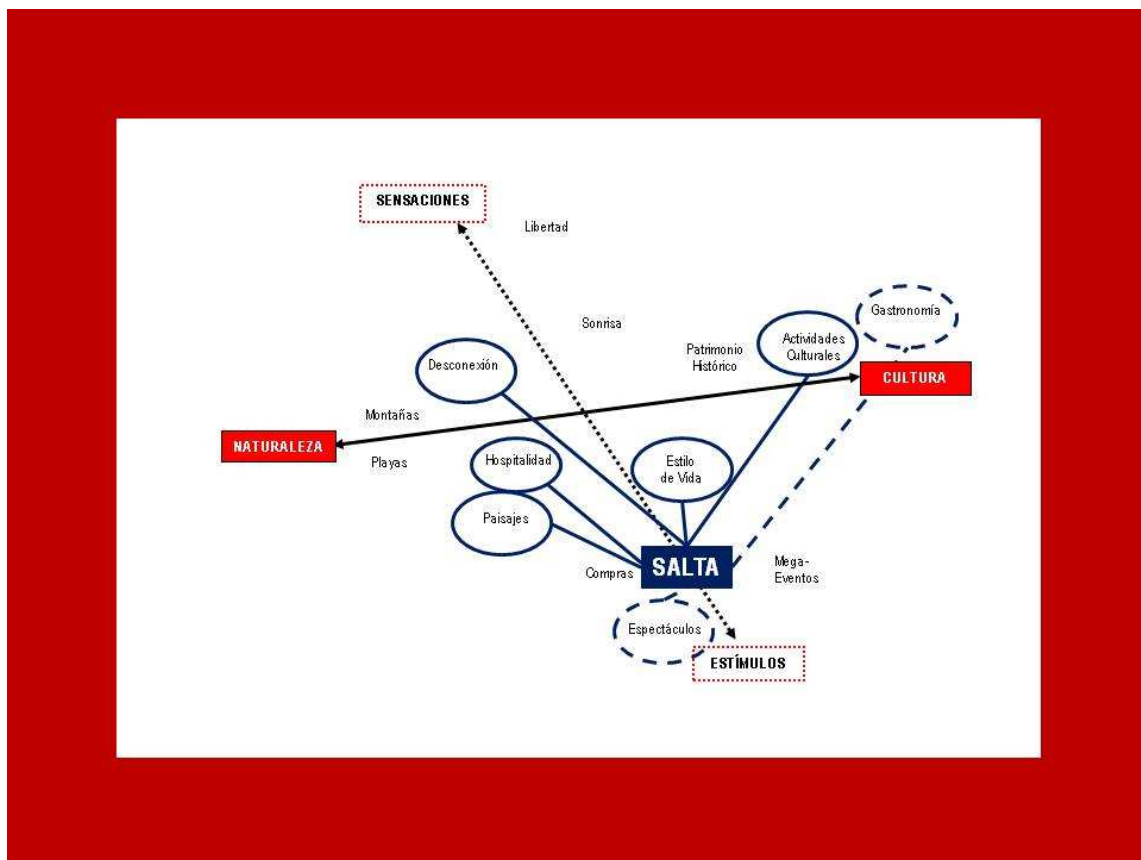 SENSACIONES
Libertad
Gastronomía
Sonrisa
Actividades
Culturales
Patrimonio
Histórico
Desconexión
CULTURA
Montañas
NATURALEZA
Playas
Hospitalidad
Estilo
de Vida
Paisajes
SALTA
Compras
Mega-
Eventos
Espectáculos
ESTÍMULOS